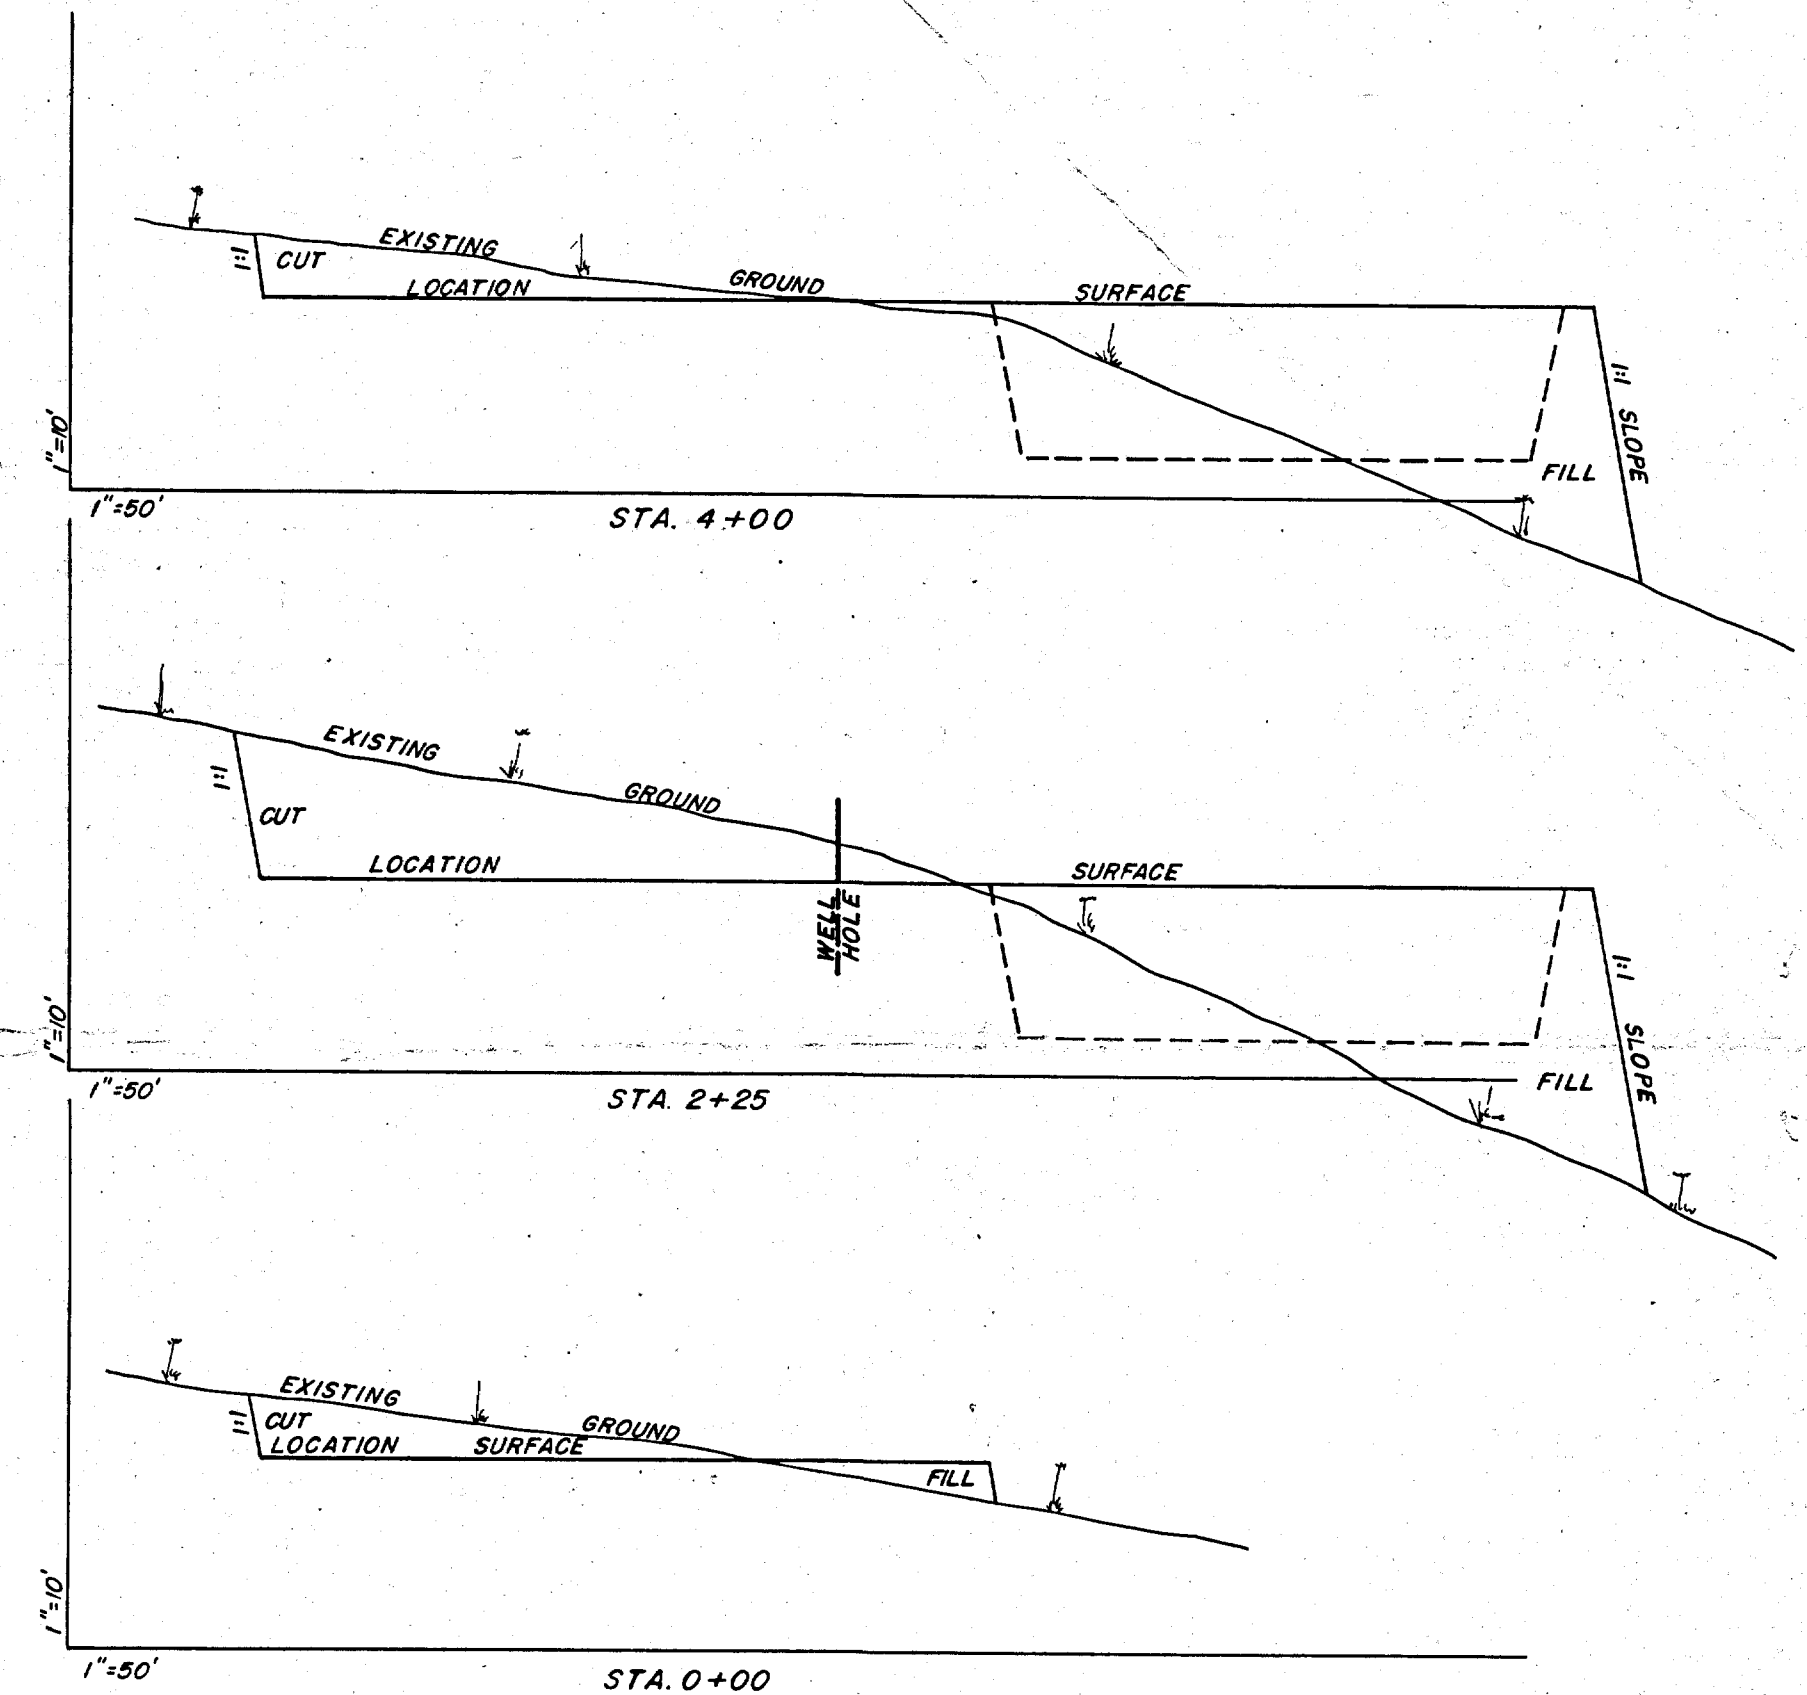 EXISTING
1:1
CUT
LOCATION
GROUND
SURFACE
1:1 SLOPE
FILL
1"=10'
1"=50'
STA. 4+00
EXISTING
1:1
CUT
GROUND
LOCATION
SURFACE
WELL
HOLE
1:1 SLOPE
FILL
1"=10'
1"=50'
STA. 2+25
EXISTING
1:1
CUT
GROUND
LOCATION
SURFACE
FILL
1"=10'
1"=50'
STA. 0+00